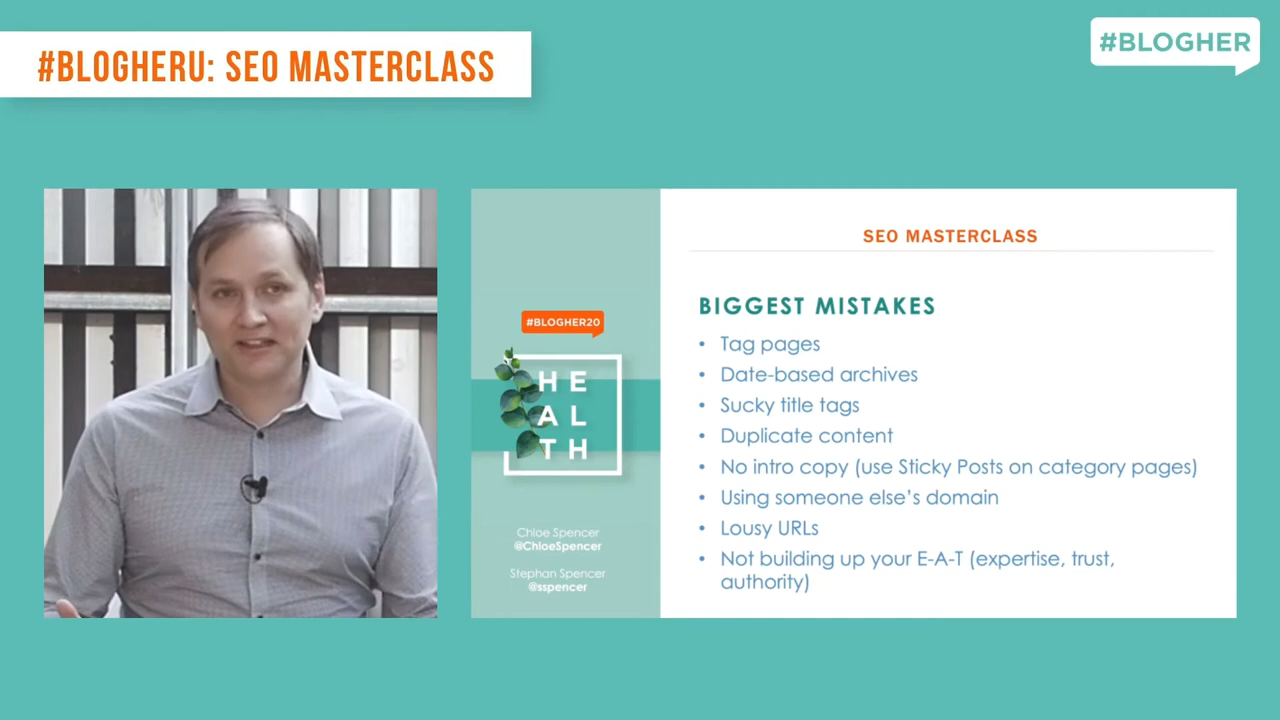 #BLOGHERU: SEO MASTERCLASS
#BLOGHER
SEO MASTERCLASS
BIGGEST MISTAKES
• Tag pages
• Date-based archives
• Sucky title tags
• Duplicate content
• No intro copy (use Sticky Posts on category pages)
• Using someone else's domain
• Lousy URLs
• Not building up your E-A-T (expertise, trust,
authority)
#BLOGHER20
HE
AL
TH
Chloe Spencer
@ChloeSpencer
Stephan Spencer
@sspencer